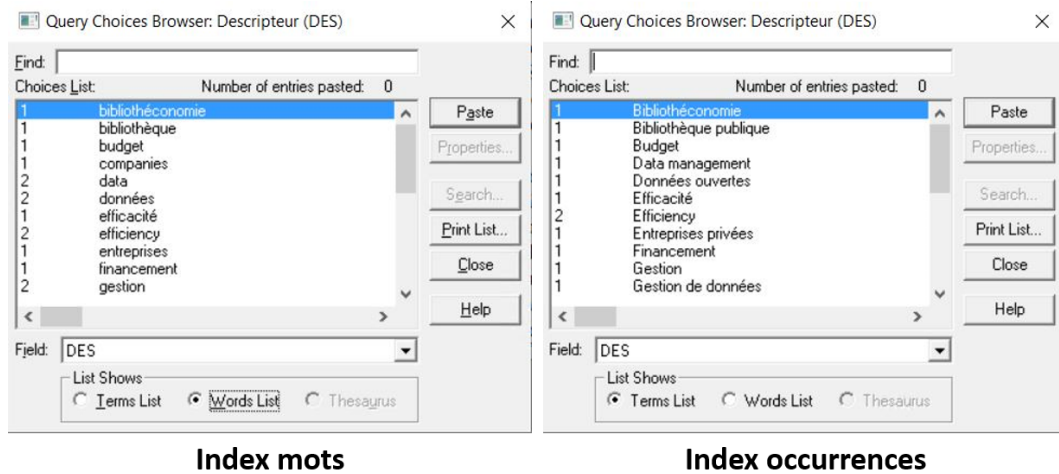 Query Choices Browser: Descripteur (DES)
Find:
Choices List: Number of entries pasted: 0
1 bibliothéconomie
1 bibliothèque
1 budget
1 companies
2 data
2 données
1 efficacité
2 efficiency
1 entreprises
1 financement
2 gestion
Paste
Properties...
Search...
Print List...
Close
Help
Field: DES
List Shows
Terms List Words List Thesaurus
Index mots
Query Choices Browser: Descripteur (DES)
Find:
Choices List: Number of entries pasted: 0
1 Bibliothéconomie
1 Bibliothèque publique
1 Budget
1 Data management
1 Données ouvertes
1 Efficacité
2 Efficiency
1 Entreprises privées
1 Financement
1 Gestion
1 Gestion de données
Paste
Properties...
Search...
Print List...
Close
Help
Field: DES
List Shows
Terms List Words List Thesaurus
Index occurrences